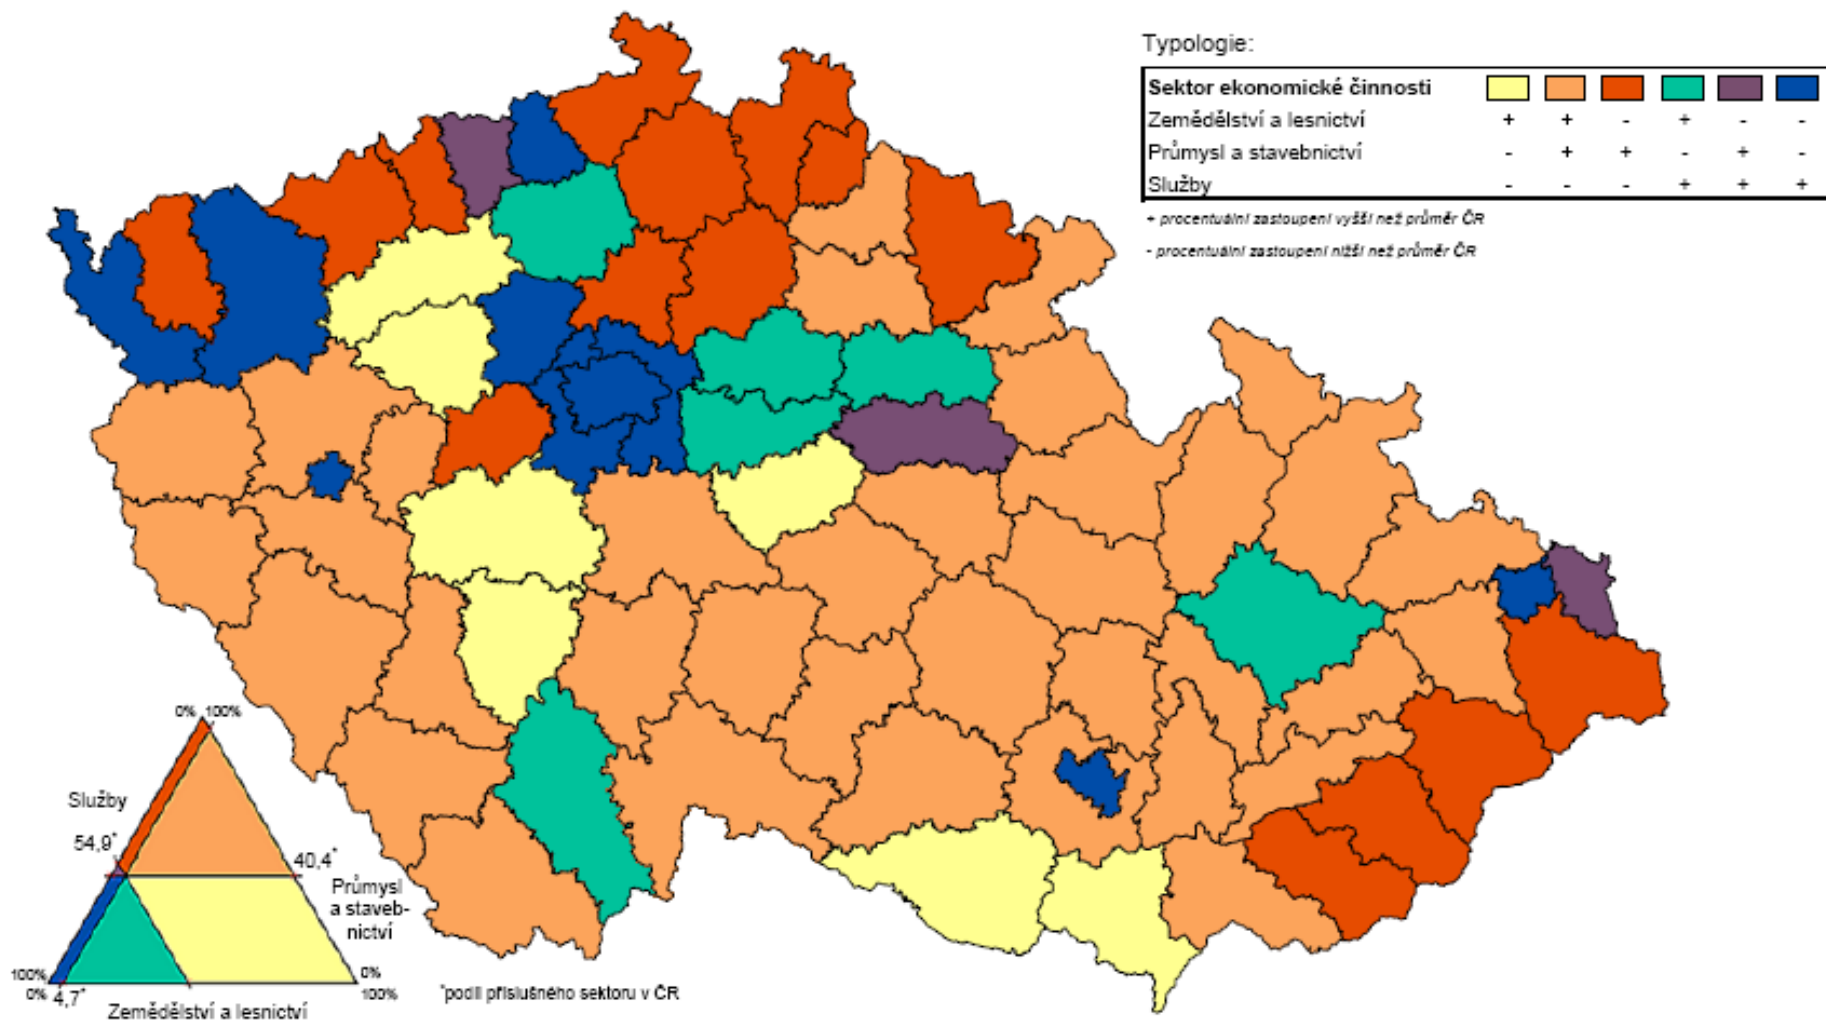 Typologie:
Sektor ekonomické činnosti
Zemědělství a lesnictví + + - + - -
Průmysl a stavebnictví - + + - + -
Služby - - - + + +
+ procentuální zastoupení vyšší než průměr ČR
- procentuální zastoupení nižší než průměr ČR
0% 100%
Služby
54,9*
40,4*
Průmysl
a staveb-
nictví
100%
0%
0%
4,7*
100%
Zemědělství a lesnictví
*podíl příslušného sektoru v ČR